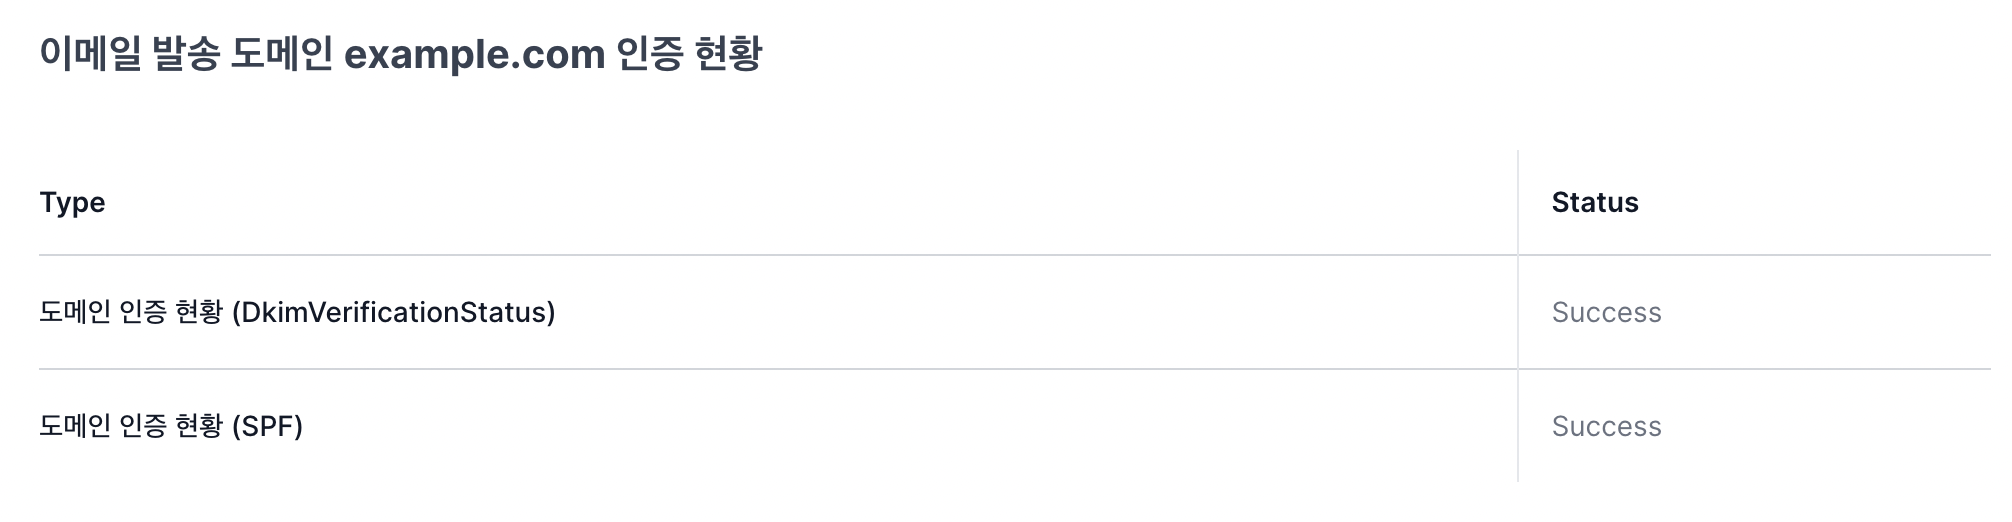 이메일 발송 도메인 example.com 인증 현황
Type
Status
도메인 인증 현황 (DkimVerificationStatus)
Success
도메인 인증 현황 (SPF)
Success